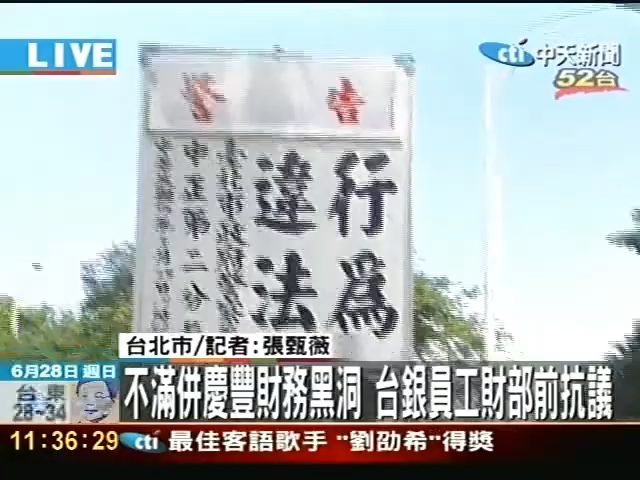 LIVE
cti 中天新聞
52台
警告
行為
違法
中正第二分
台北市/記者:張甄薇
6月28日 週日
不滿併慶豐財務黑洞 台銀員工財部前抗議
台東
28-34
11:36:29
cti 最佳客語歌手 "劉劭希"得獎